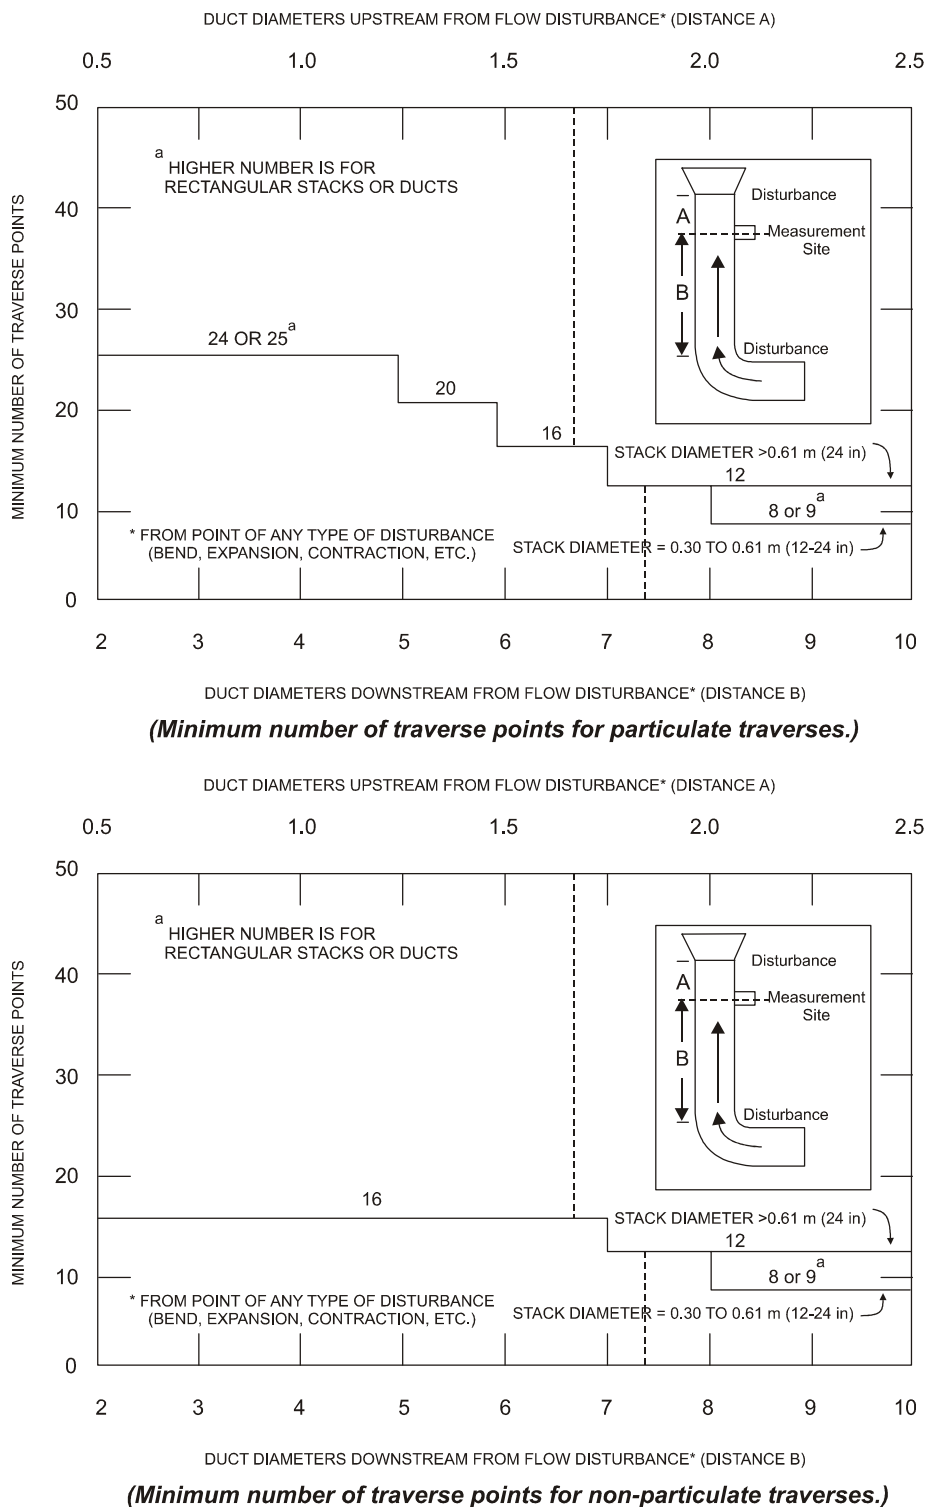 DUCT DIAMETERS UPSTREAM FROM FLOW DISTURBANCE* (DISTANCE A)
0.5 1.0 1.5 2.0 2.5
50
40
30
20
10
0
MINIMUM NUMBER OF TRAVERSE POINTS
a HIGHER NUMBER IS FOR
RECTANGULAR STACKS OR DUCTS
Disturbance
A
Measurement
Site
B
Disturbance
24 OR 25a
20
16
STACK DIAMETER >0.61 m (24 in)
12
8 or 9a
* FROM POINT OF ANY TYPE OF DISTURBANCE
(BEND, EXPANSION, CONTRACTION, ETC.)
STACK DIAMETER = 0.30 TO 0.61 m (12-24 in)
2 3 4 5 6 7 8 9 10
DUCT DIAMETERS DOWNSTREAM FROM FLOW DISTURBANCE* (DISTANCE B)
(Minimum number of traverse points for particulate traverses.)
DUCT DIAMETERS UPSTREAM FROM FLOW DISTURBANCE* (DISTANCE A)
0.5 1.0 1.5 2.0 2.5
50
40
30
20
10
0
MINIMUM NUMBER OF TRAVERSE POINTS
a HIGHER NUMBER IS FOR
RECTANGULAR STACKS OR DUCTS
Disturbance
A
Measurement
Site
B
Disturbance
16
STACK DIAMETER >0.61 m (24 in)
12
8 or 9a
* FROM POINT OF ANY TYPE OF DISTURBANCE
(BEND, EXPANSION, CONTRACTION, ETC.)
STACK DIAMETER = 0.30 TO 0.61 m (12-24 in)
2 3 4 5 6 7 8 9 10
DUCT DIAMETERS DOWNSTREAM FROM FLOW DISTURBANCE* (DISTANCE B)
(Minimum number of traverse points for non-particulate traverses.)